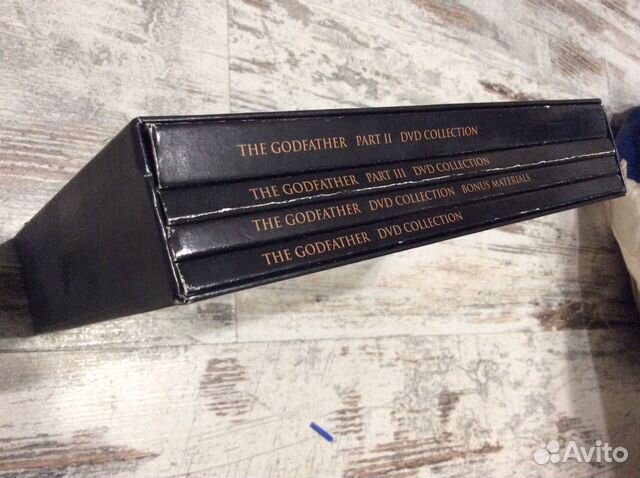 THE GODFATHER PART II DVD COLLECTION
THE GODFATHER PART III DVD COLLECTION
THE GODFATHER DVD COLLECTION BONUS MATERIALS
THE GODFATHER DVD COLLECTION
Avito